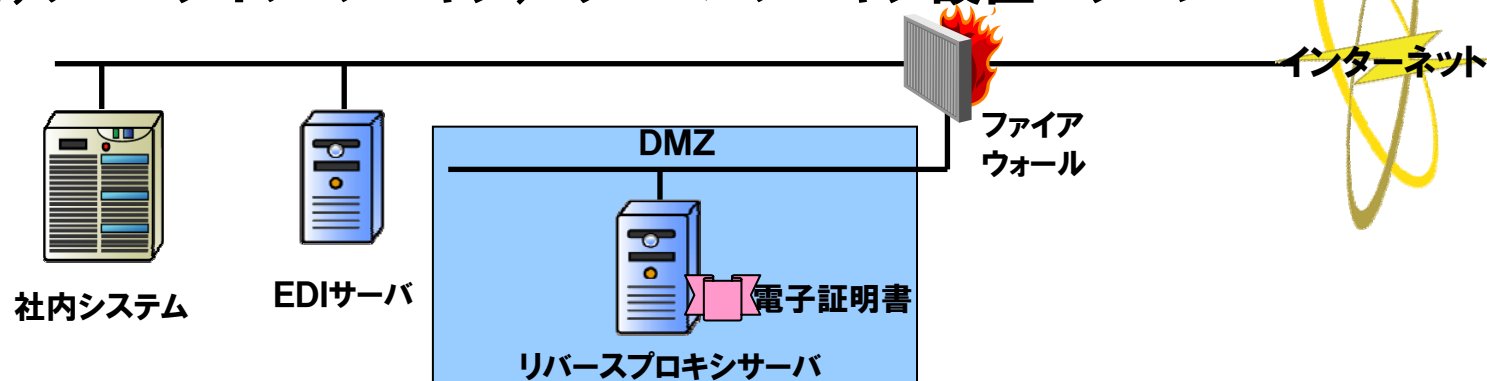 インターネット
ファイア
ウォール
DMZ
電子証明書
社内システム
EDIサーバ
リバースプロキシサーバ